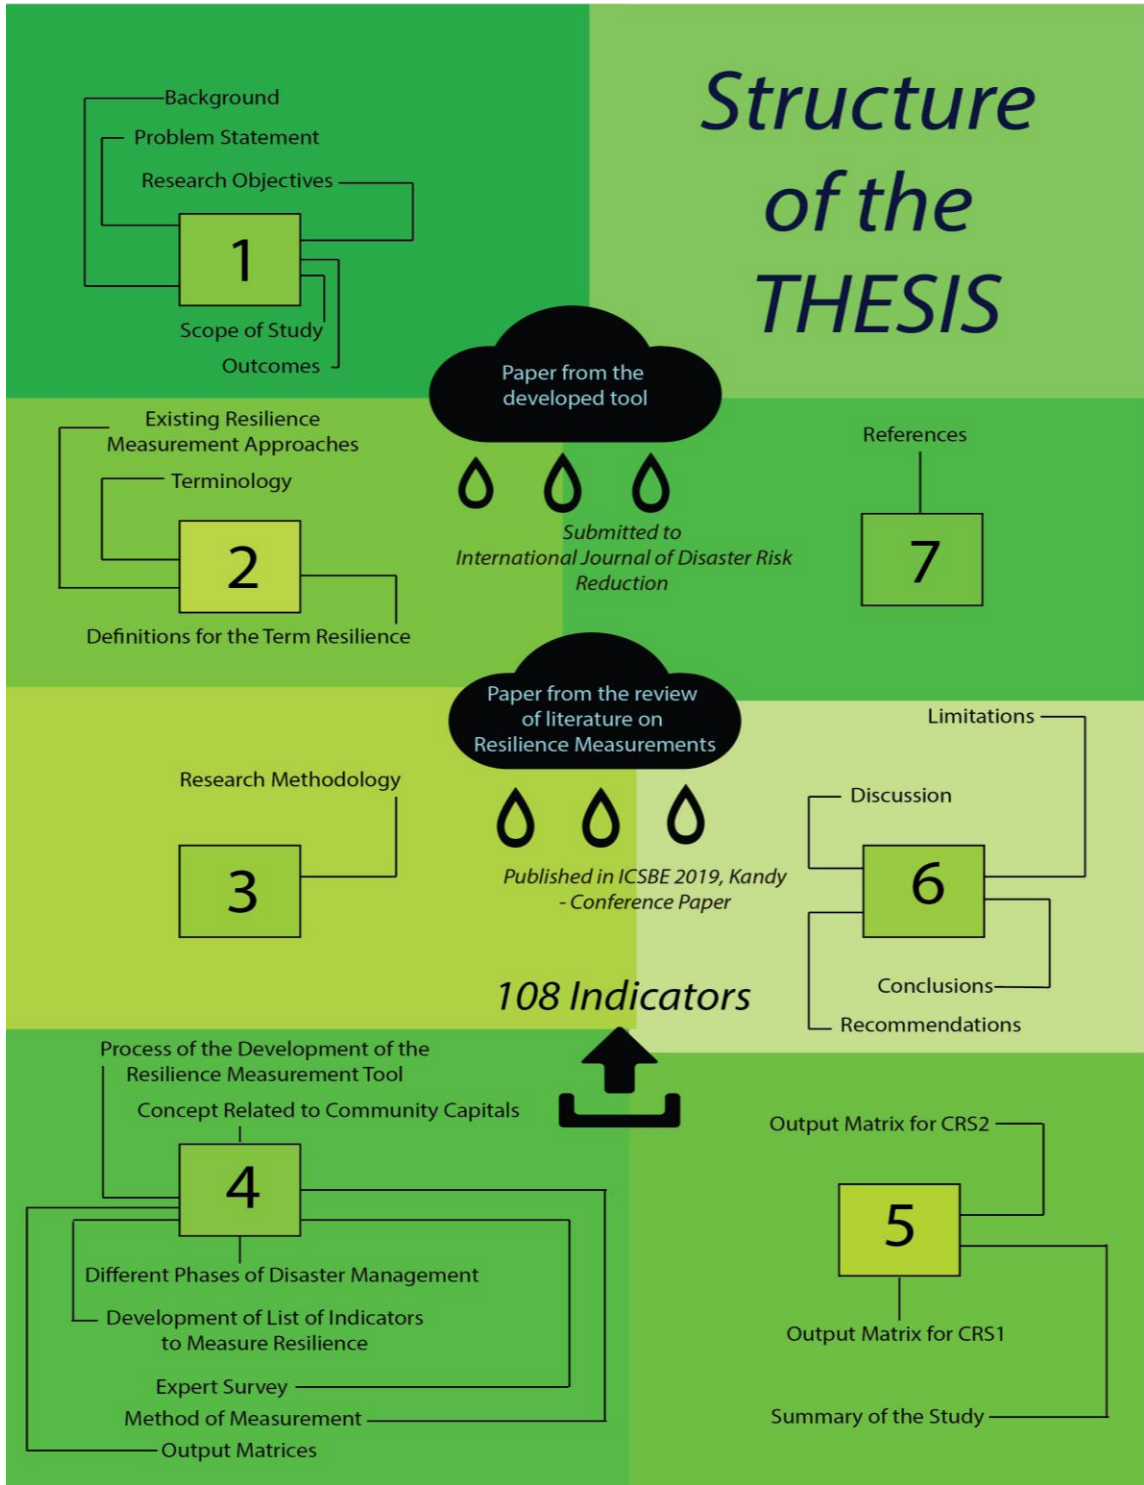 Structure
of the
THESIS
Background
Problem Statement
Research Objectives
1
Scope of Study
Outcomes
Paper from the
developed tool
Submitted to
International Journal of Disaster Risk
Reduction
Existing Resilience
Measurement Approaches
Terminology
2
Definitions for the Term Resilience
References
7
Paper from the review
of literature on
Resilience Measurements
Published in ICSBE 2019, Kandy
- Conference Paper
Research Methodology
3
Limitations
Discussion
6
Conclusions
Recommendations
108 Indicators
Process of the Development of the
Resilience Measurement Tool
Concept Related to Community Capitals
4
Different Phases of Disaster Management
Development of List of Indicators
to Measure Resilience
Expert Survey
Method of Measurement
Output Matrices
Output Matrix for CRS2
5
Output Matrix for CRS1
Summary of the Study